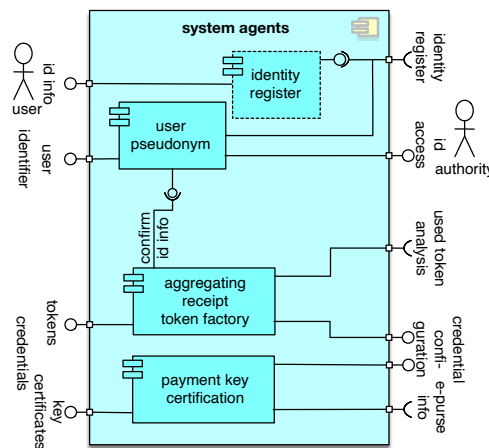 system agents
id info
user
identity
register
identity
register
user
pseudonym
user
identifier
access
id
authority
confirm
id info
used token
analysis
aggregating
receipt
token factory
tokens
credentials
credential
confi-
guration
payment key
certification
e-purse
info
key
certificates